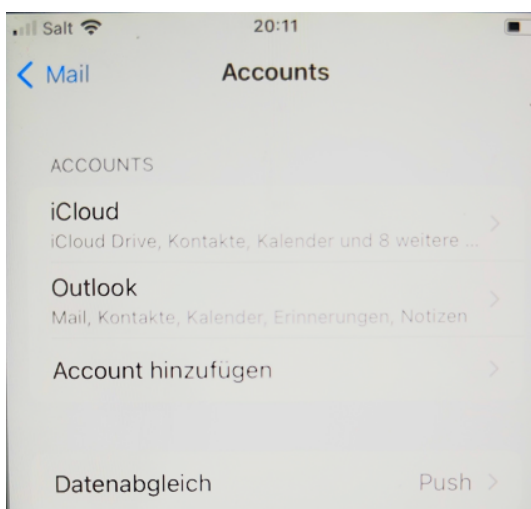 Salt 20:11
Mail Accounts
ACCOUNTS
iCloud
iCloud Drive, Kontakte, Kalender und 8 weitere ...
Outlook
Mail, Kontakte, Kalender, Erinnerungen, Notizen
Account hinzufügen
Datenabgleich Push